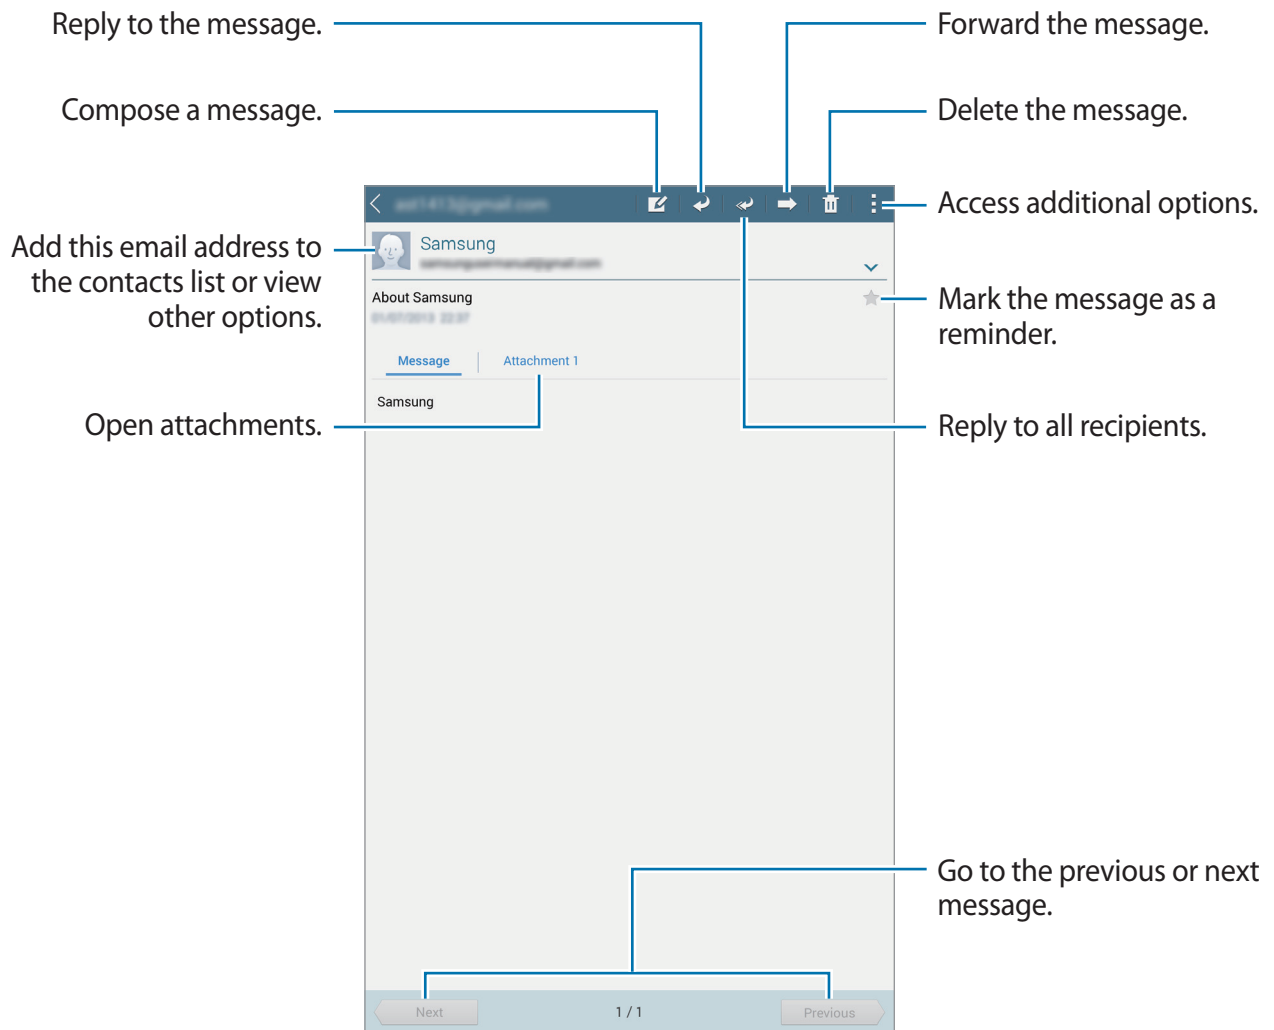 Reply to the message.
Forward the message.
Compose a message.
Delete the message.
Access additional options.
Add this email address to
the contacts list or view
other options.
Samsung
About Samsung
Mark the message as a
reminder.
Message
Attachment 1
Samsung
Open attachments.
Reply to all recipients.
Go to the previous or next
message.
Next
1 / 1
Previous